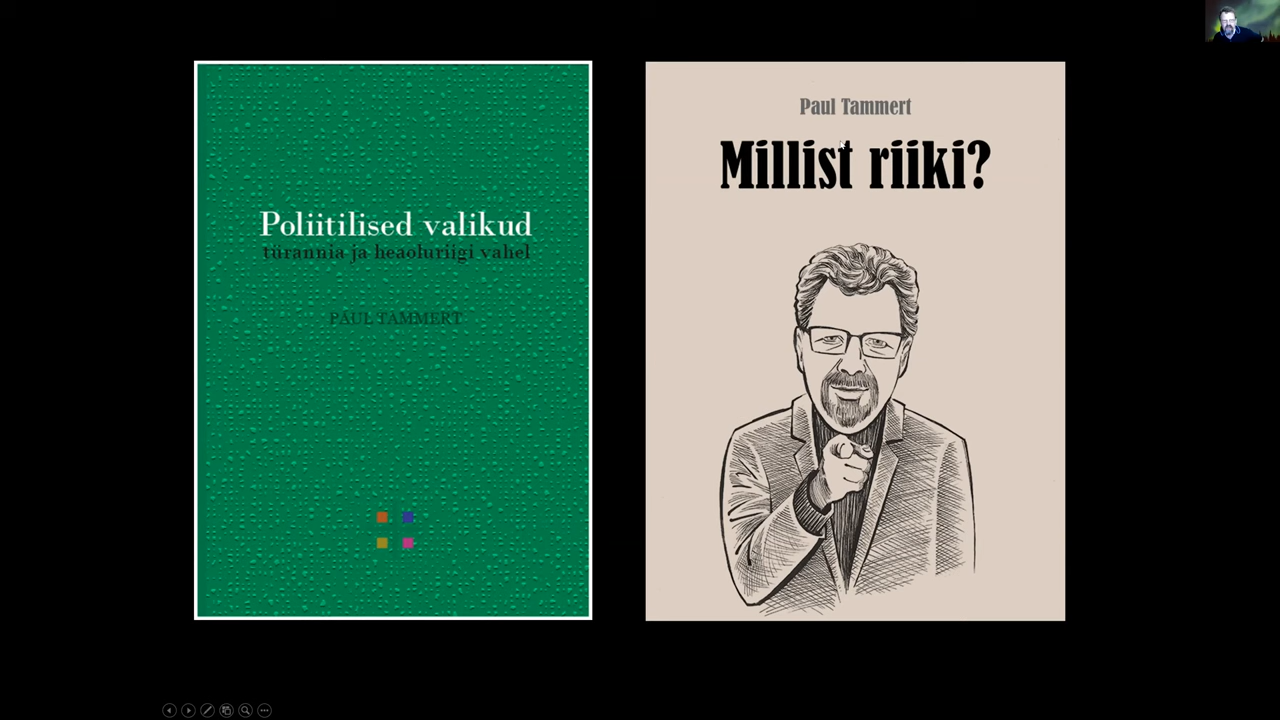 Poliitilised valikud
türannia ja heaoluriigi vahel
PAUL TAMMERT
Paul Tammert
Millist riiki?